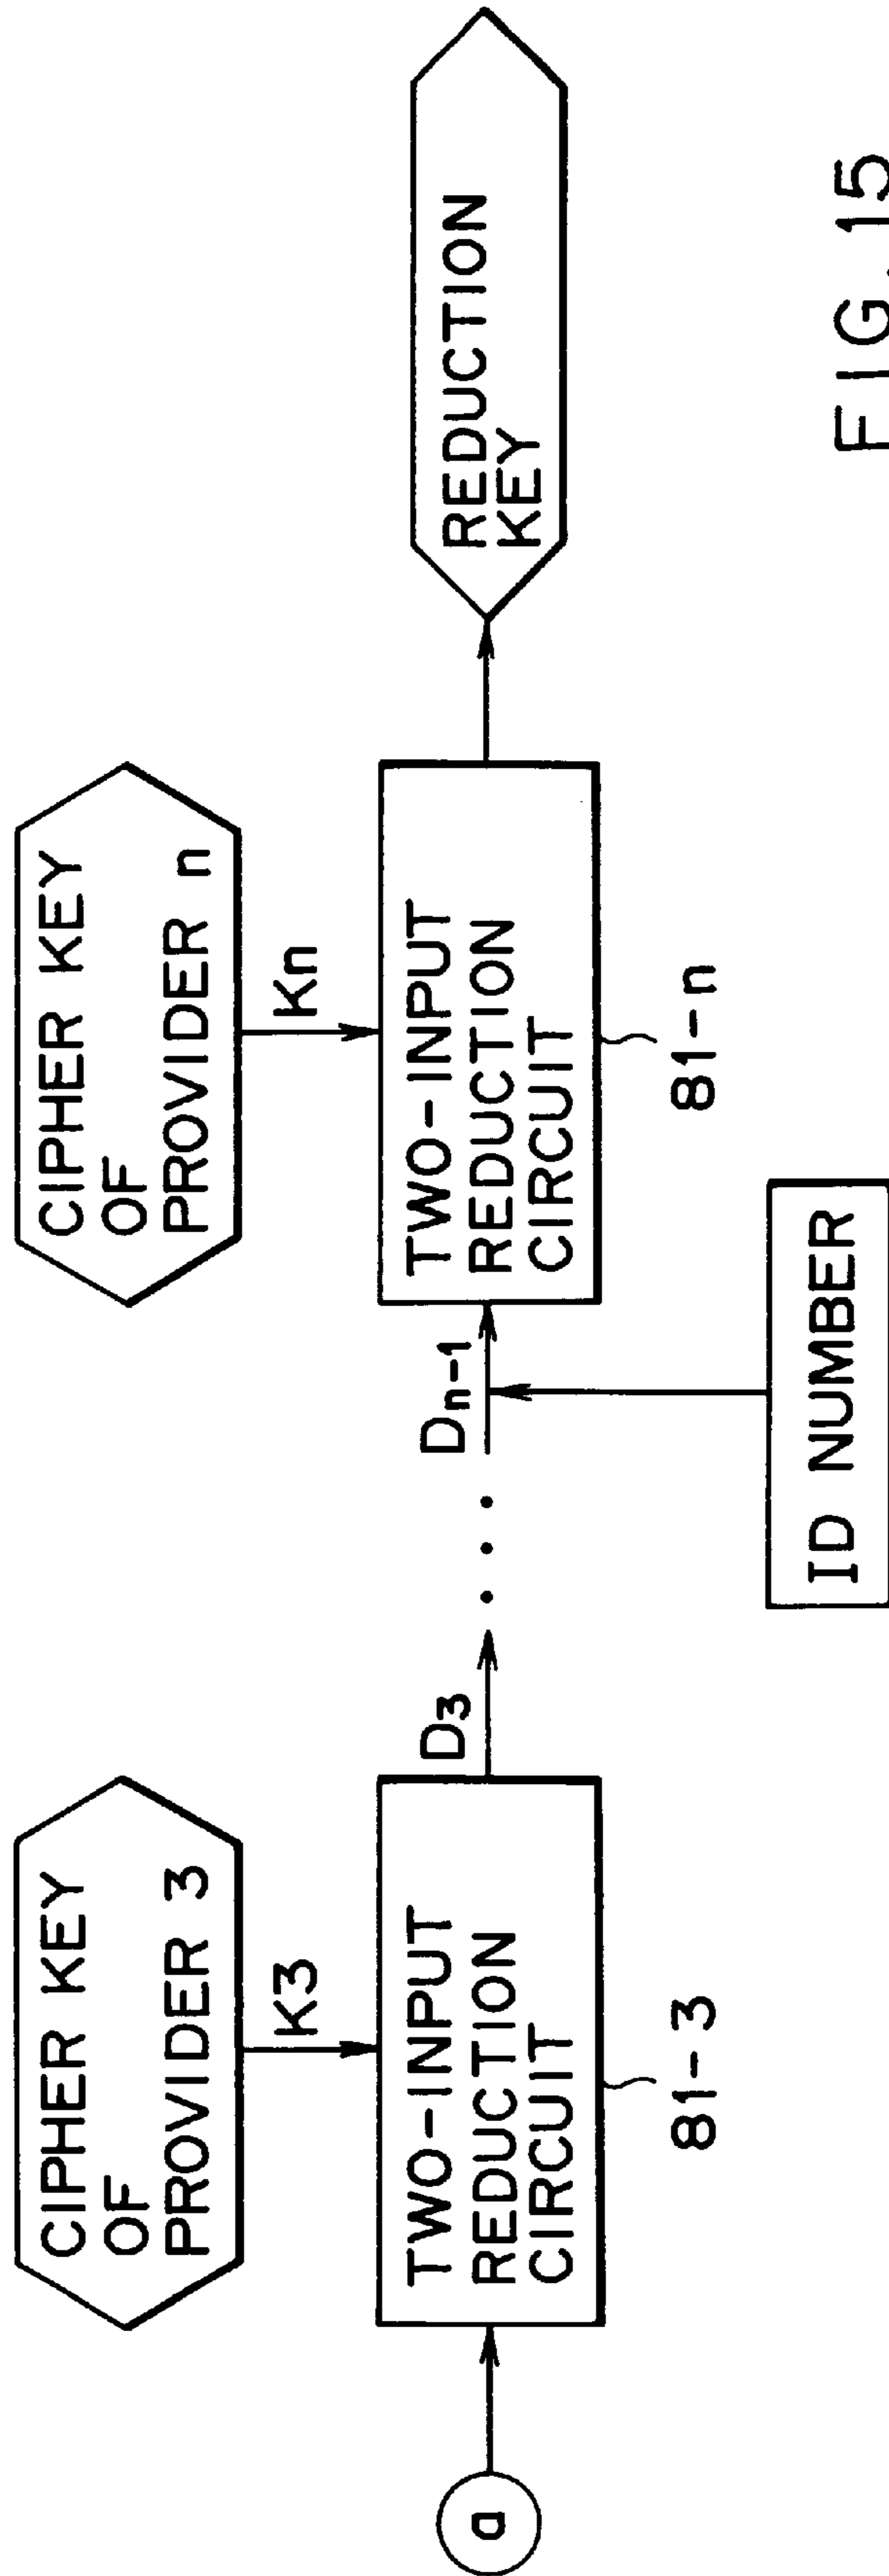 CIPHER KEY
OF
PROVIDER 3
K3
a
TWO-INPUT
REDUCTION
CIRCUIT
81-3
D3
CIPHER KEY
OF
PROVIDER n
Kn
Dn-1
TWO-INPUT
REDUCTION
CIRCUIT
81-n
ID NUMBER
REDUCTION
KEY
FIG. 15